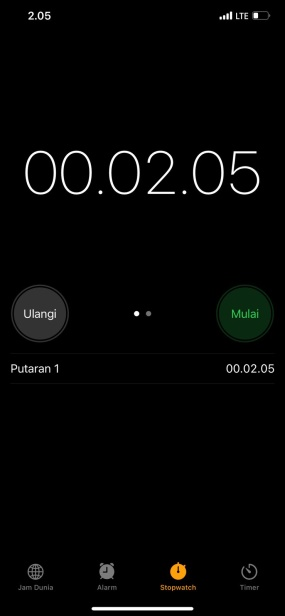 2.05 LTE
00.02.05
Ulangi Mulai
Putaran 1 00.02.05
Jam Dunia Alarm Stopwatch Timer